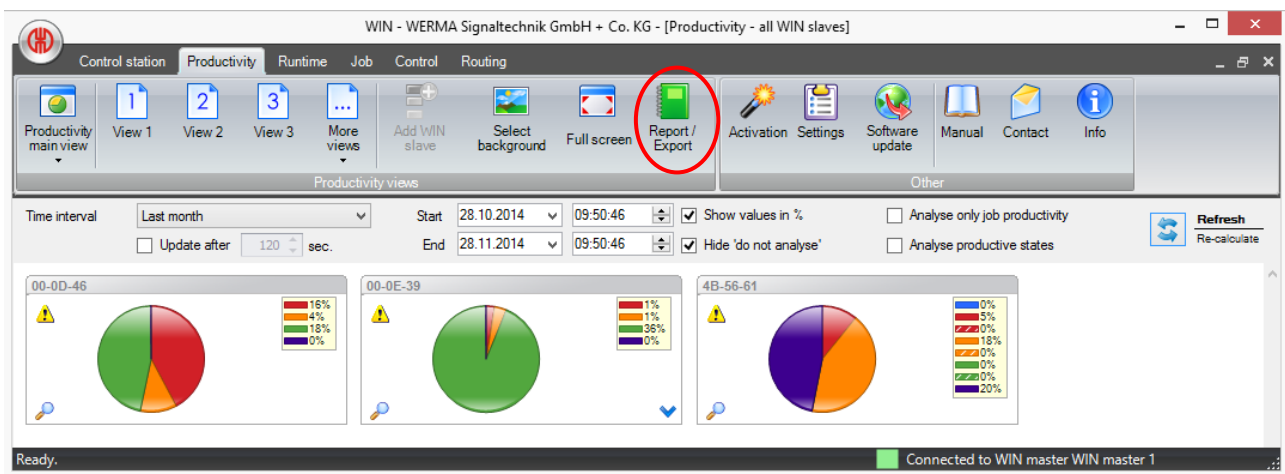 WIN - WERMA Signaltechnik GmbH + Co. KG - [Productivity - all WIN slaves]
Control station Productivity Runtime Job Control Routing
Productivity main view
View 1
View 2
View 3
More views
Add WIN slave
Select background
Full screen
Report / Export
Activation
Settings
Software update
Manual
Contact
Info
1 2 3 ...
Productivity views
Other
Time interval Last month Start 28.10.2014 09:50:46 Show values in % Analyse only job productivity
Refresh
Update after 120 sec. End 28.11.2014 09:50:46 Hide 'do not analyse' Analyse productive states
Re-calculate
00-0D-46
16%
4%
18%
0%
00-0E-39
1%
1%
36%
0%
4B-56-61
0%
5%
0%
18%
0%
0%
0%
20%
Ready.
Connected to WIN master WIN master 1